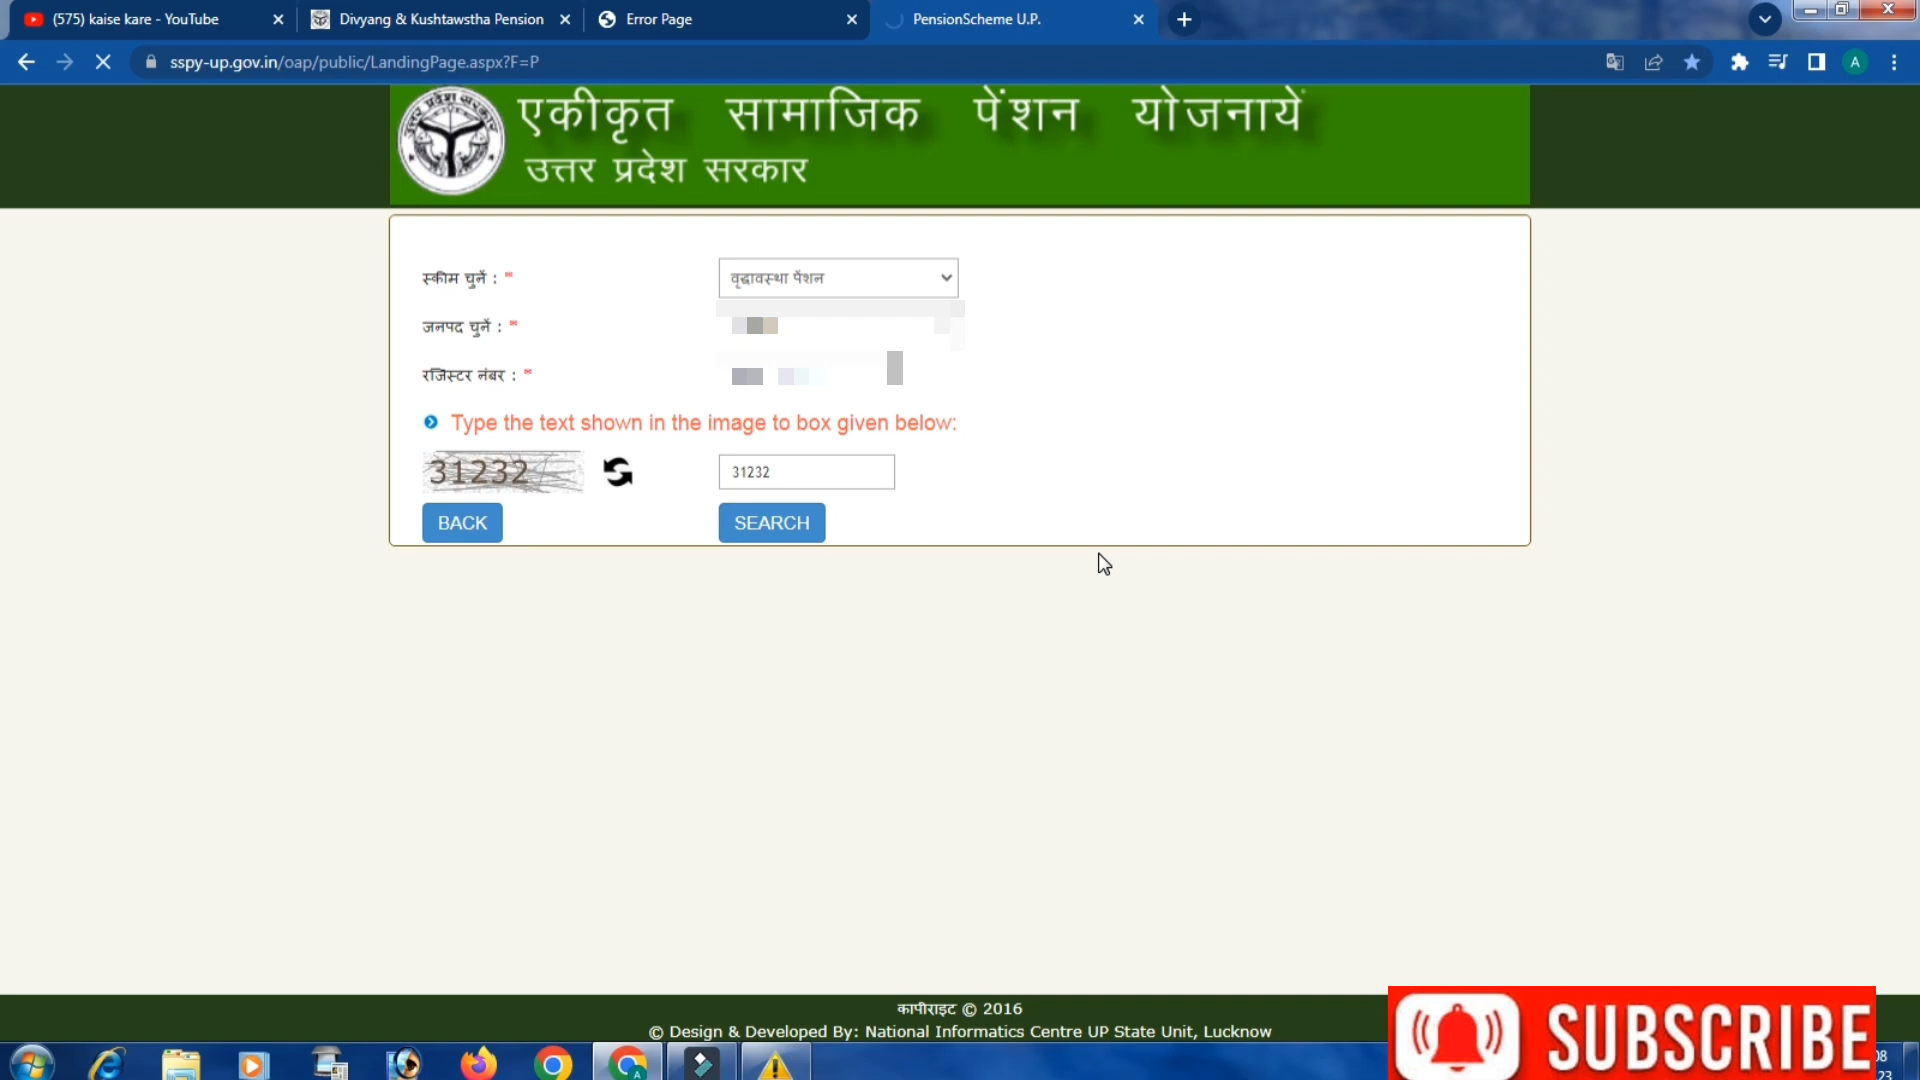 (575) kaise kare - YouTube
Divyang & Kushtawstha Pension
Error Page
PensionScheme U.P.
sspy-up.gov.in/oap/public/LandingPage.aspx?F=P
A
एकीकृत सामाजिक पेंशन योजनायें
उत्तर प्रदेश सरकार
स्कीम चुनें : *
वृद्धावस्था पेंशन
जनपद चुनें : *
रजिस्टर नंबर : *
Type the text shown in the image to box given below:
31232
31232
BACK
SEARCH
कापीराइट © 2016
© Design & Developed By: National Informatics Centre UP State Unit, Lucknow
SUBSCRIBE